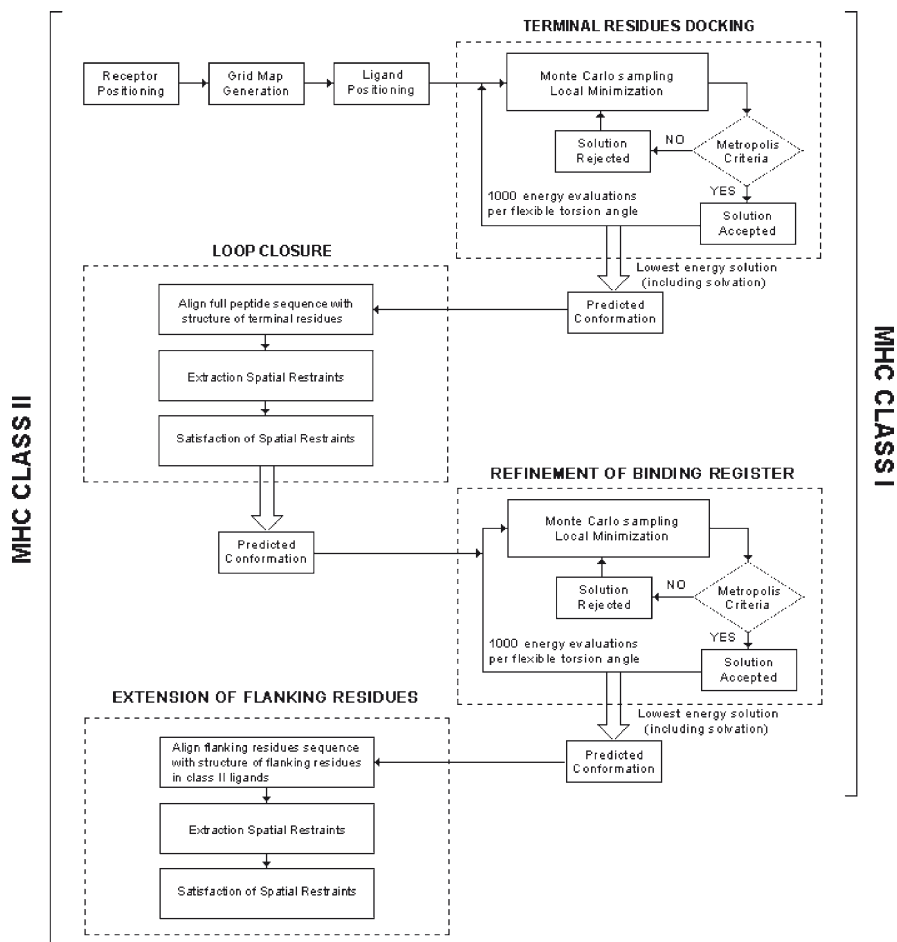 TERMINAL RESIDUES DOCKING
Receptor
Positioning
Grid Map
Generation
Ligand
Positioning
Monte Carlo sampling
Local Minimization
Solution
Rejected
NO
Metropolis
Criteria
YES
1000 energy evaluations
per flexible torsion angle
Solution
Accepted
LOOP CLOSURE
Lowest energy solution
(including solvation)
Align full peptide sequence with
structure of terminal residues
Predicted
Conformation
Extraction Spatial Restraints
Satisfaction of Spatial Restraints
MHC CLASS II
MHC CLASS I
REFINEMENT OF BINDING REGISTER
Predicted
Conformation
Monte Carlo sampling
Local Minimization
Solution
Rejected
NO
Metropolis
Criteria
YES
1000 energy evaluations
per flexible torsion angle
Solution
Accepted
EXTENSION OF FLANKING RESIDUES
Lowest energy solution
(including solvation)
Align flanking residues sequence
with structure of flanking residues
in class II ligands
Predicted
Conformation
Extraction Spatial Restraints
Satisfaction of Spatial Restraints